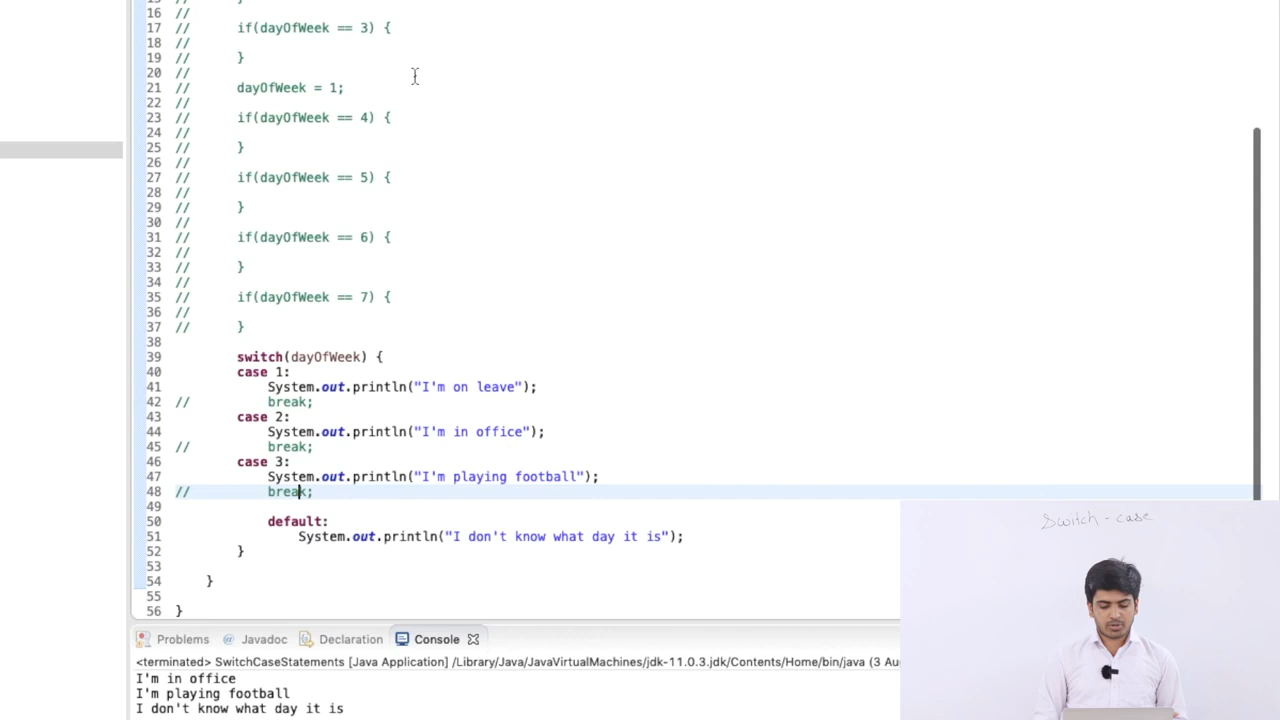 16 //
17 // if(dayOfWeek == 3) {
18 //
19 // }
20 //
21 // dayOfWeek = 1;
22 //
23 // if(dayOfWeek == 4) {
24 //
25 // }
26 //
27 // if(dayOfWeek == 5) {
28 //
29 // }
30 //
31 // if(dayOfWeek == 6) {
32 //
33 // }
34 //
35 // if(dayOfWeek == 7) {
36 //
37 // }
38
39 switch(dayOfWeek) {
40 case 1:
41 System.out.println("I'm on leave");
42 // break;
43 case 2:
44 System.out.println("I'm in office");
45 // break;
46 case 3:
47 System.out.println("I'm playing football");
48 // break;
49
50 default:
51 System.out.println("I don't know what day it is");
52 }
53
54 }
55
56 }
Switch-case
Problems @ Javadoc Declaration Console
<terminated> SwitchCaseStatements [Java Application] /Library/Java/JavaVirtualMachines/jdk-11.0.3.jdk/Contents/Home/bin/java (3 Au
I'm in office
I'm playing football
I don't know what day it is